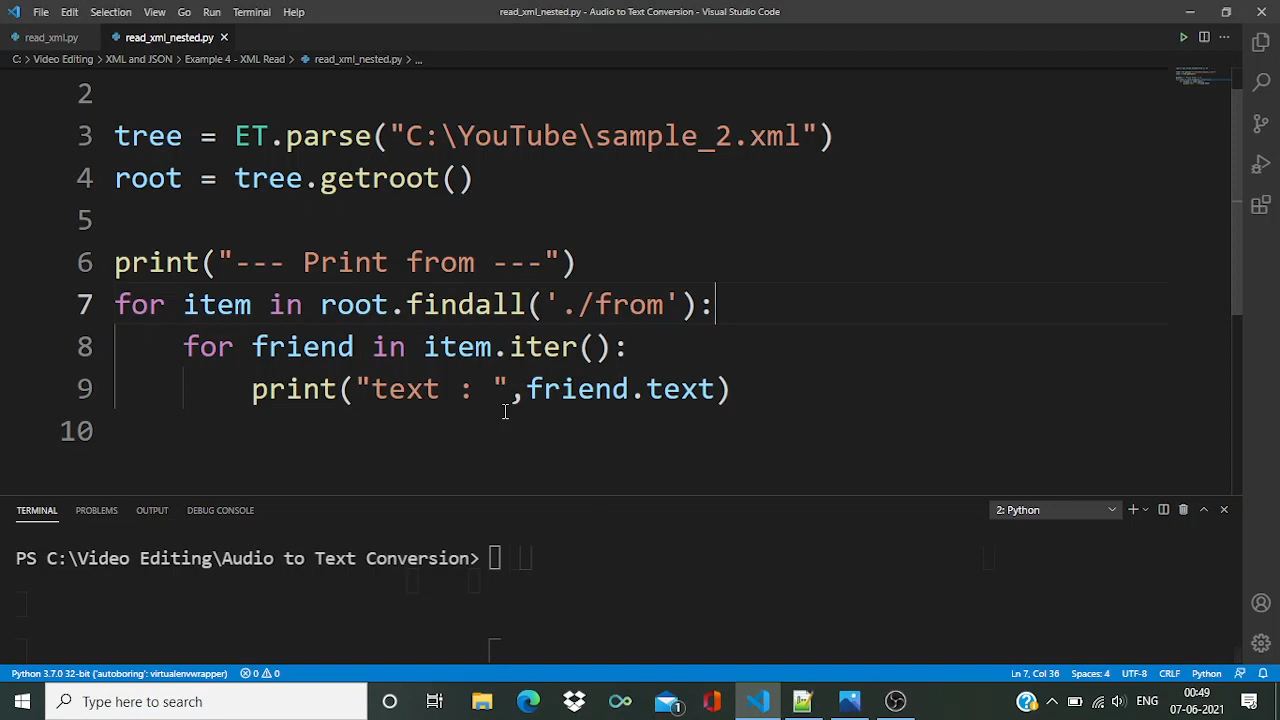 File Edit Selection View Go Run Terminal Help
read_xml_nested.py - Audio to Text Conversion - Visual Studio Code
read_xml.py
read_xml_nested.py
C: > Video Editing > XML and JSON > Example 4 - XML Read > read_xml_nested.py > ...
2
3 tree = ET.parse("C:\YouTube\sample_2.xml")
4 root = tree.getroot()
5
6 print("--- Print from ---")
7 for item in root.findall('./from'):
8 for friend in item.iter():
9 print("text : ",friend.text)
10
TERMINAL PROBLEMS OUTPUT DEBUG CONSOLE
2: Python
PS C:\Video Editing\Audio to Text Conversion>
Python 3.7.0 32-bit ('autoboring': virtualenvwrapper) 0 0
Ln 7, Col 36 Spaces: 4 UTF-8 CRLF Python
Type here to search
1
ENG
00:49
07-06-2021